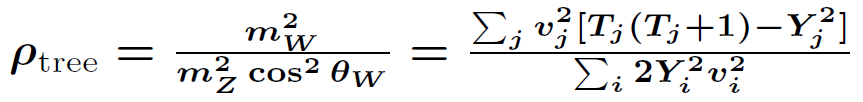 ρ_tree = m_W^2 / (m_Z^2 cos^2 θ_W) = ∑_j v_j^2 [T_j(T_j+1)−Y_j^2] / ∑_i 2Y_i^2 v_i^2